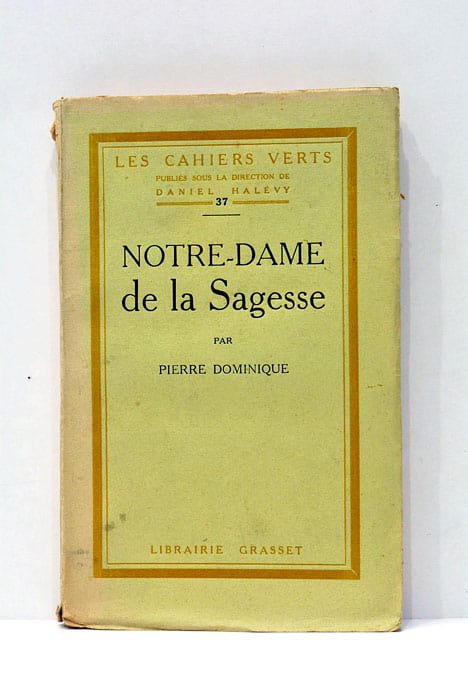 LES CAHIERS VERTS
PUBLIÉS SOUS LA DIRECTION DE
DANIEL HALÉVY
37
NOTRE-DAME
de la Sagesse
PAR
PIERRE DOMINIQUE
LIBRAIRIE GRASSET